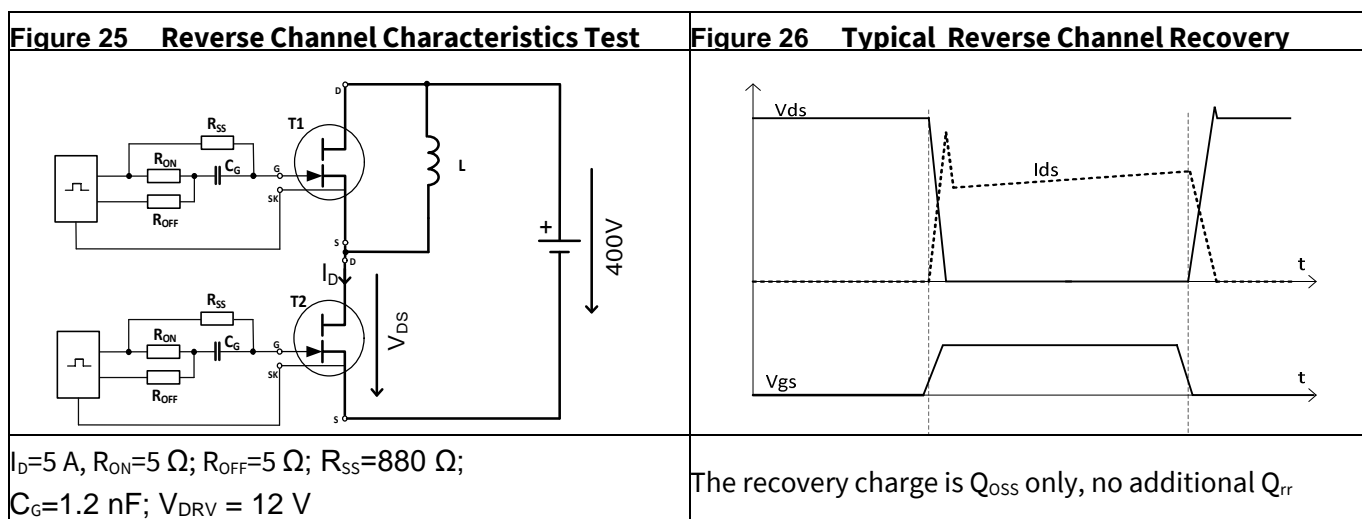 Figure 25 Reverse Channel Characteristics Test
Figure 26 Typical Reverse Channel Recovery
D
T1
RSS
RON
CG
G
SK
ROFF
L
S
D
ID
+
400V
T2
VDS
RSS
RON
CG
G
SK
ROFF
S
Vds
Ids
t
Vgs
t
ID=5 A, RON=5 Ω; ROFF=5 Ω; RSS=880 Ω;
CG=1.2 nF; VDRV = 12 V
The recovery charge is QOSS only, no additional Qrr